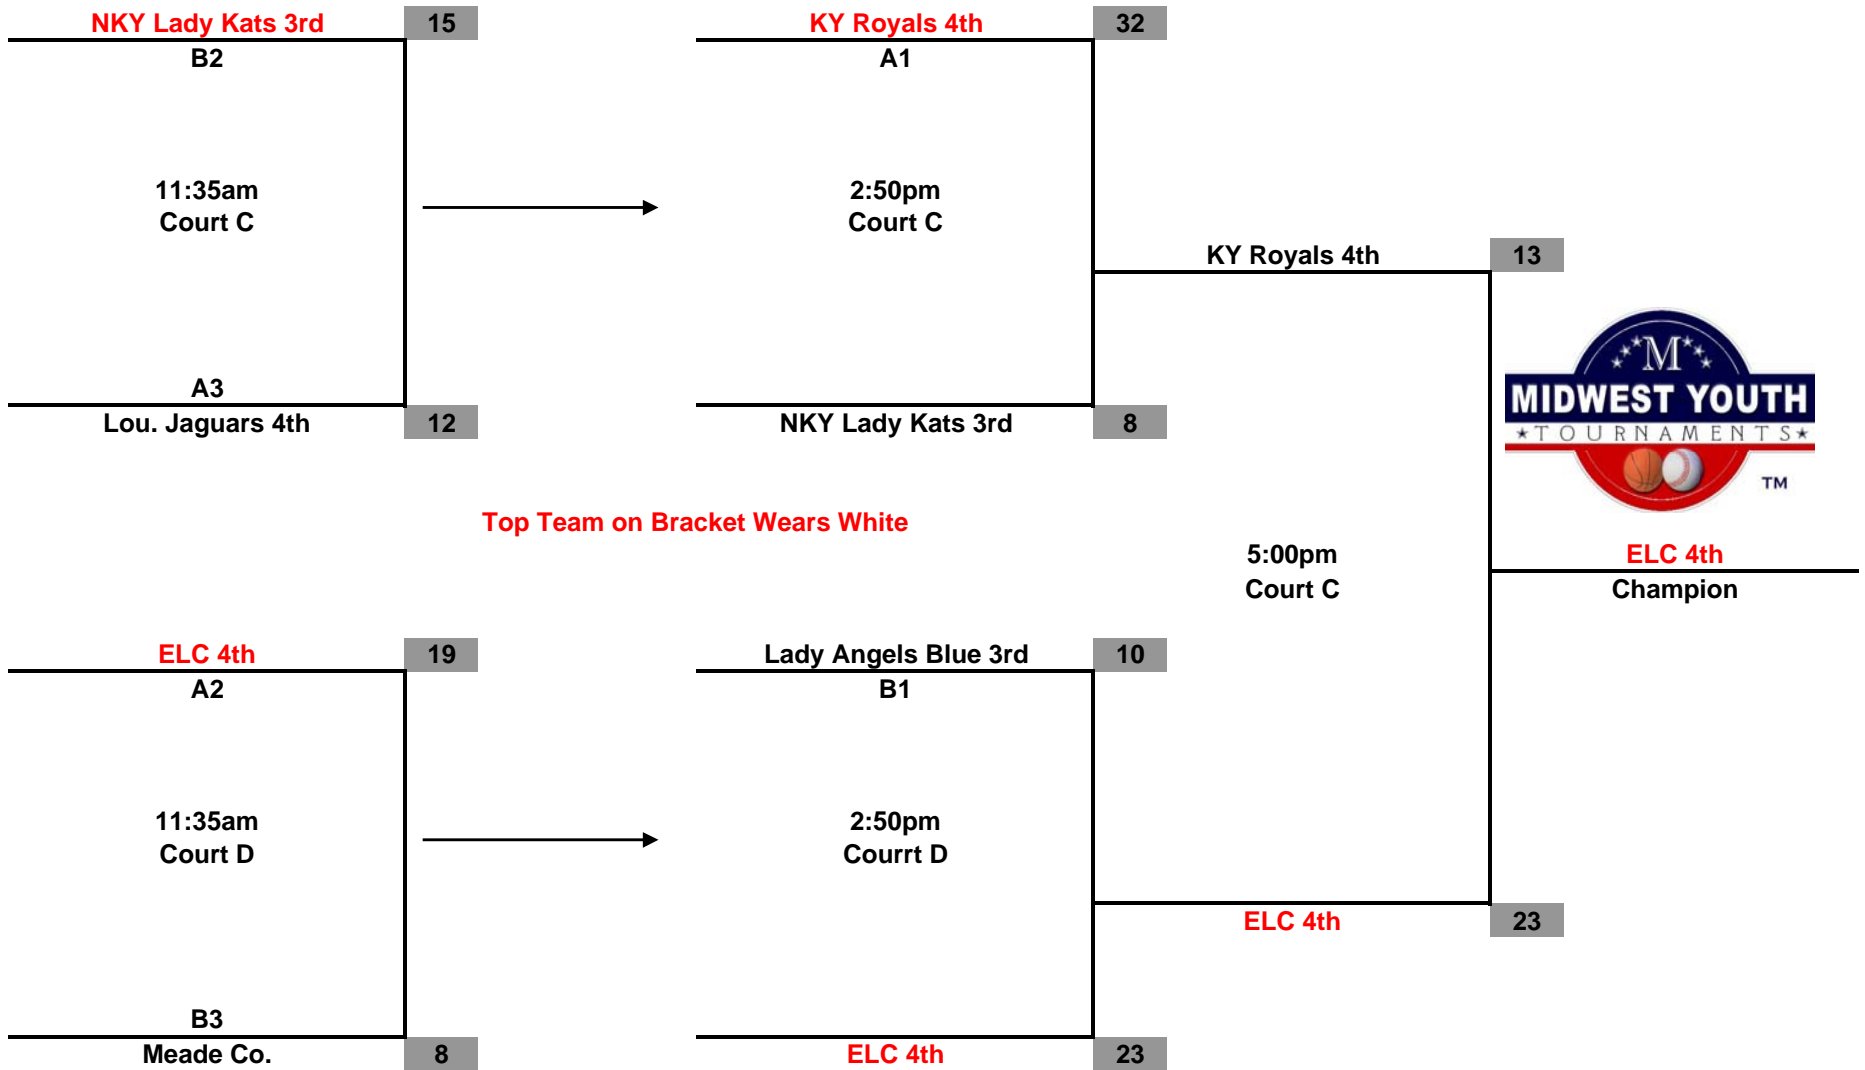 NKY Lady Kats 3rd 15 KY Royals 4th 32
B2 A1
11:35am 2:50pm
Court C Court C
KY Royals 4th 13
M
MIDWEST YOUTH
TOURNAMENTS
TM
A3
Lou. Jaguars 4th 12 NKY Lady Kats 3rd 8
Top Team on Bracket Wears White
5:00pm ELC 4th
Court C Champion
ELC 4th 19 Lady Angels Blue 3rd 10
A2 B1
11:35am 2:50pm
Court D Courrt D
ELC 4th 23
B3
Meade Co. 8 ELC 4th 23